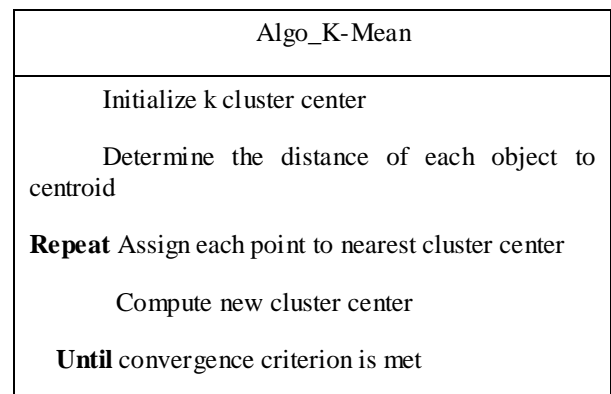 Algo_K-Mean
Initialize k cluster center
Determine the distance of each object to
centroid
Repeat Assign each point to nearest cluster center
Compute new cluster center
Until convergence criterion is met